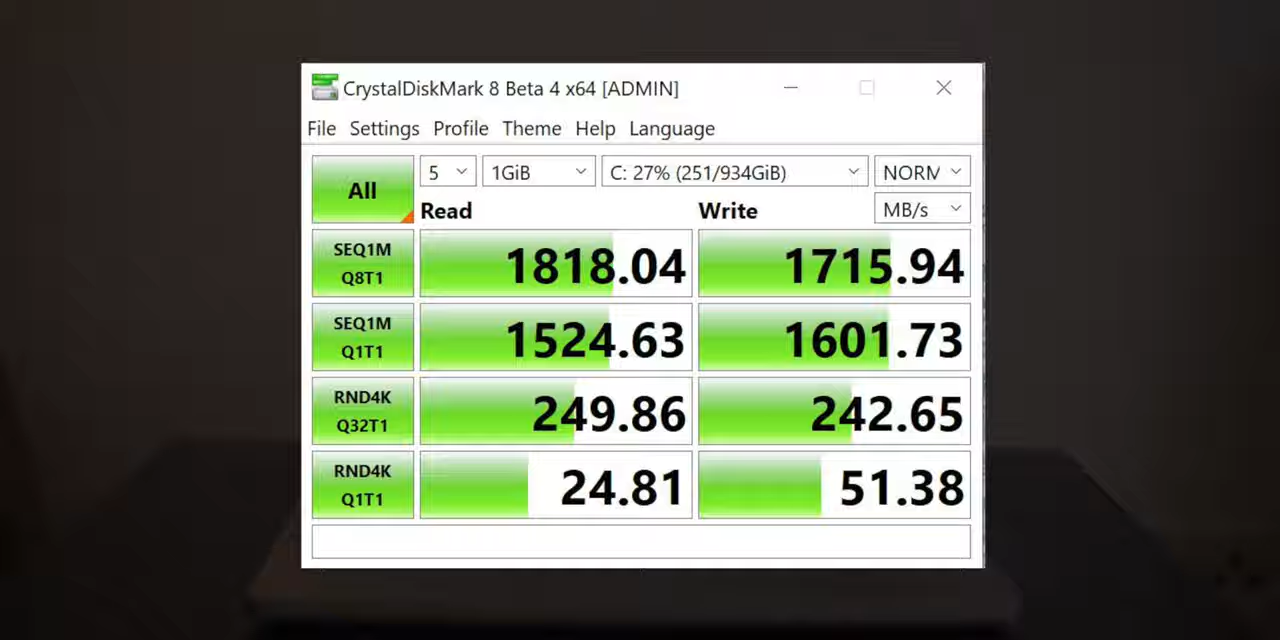 CrystalDiskMark 8 Beta 4 x64 [ADMIN]
File Settings Profile Theme Help Language
All 5 1GiB C: 27% (251/934GiB) NORM
Read Write MB/s
SEQ1M
Q8T1
1818.04 1715.94
SEQ1M
Q1T1
1524.63 1601.73
RND4K
Q32T1
249.86 242.65
RND4K
Q1T1
24.81 51.38